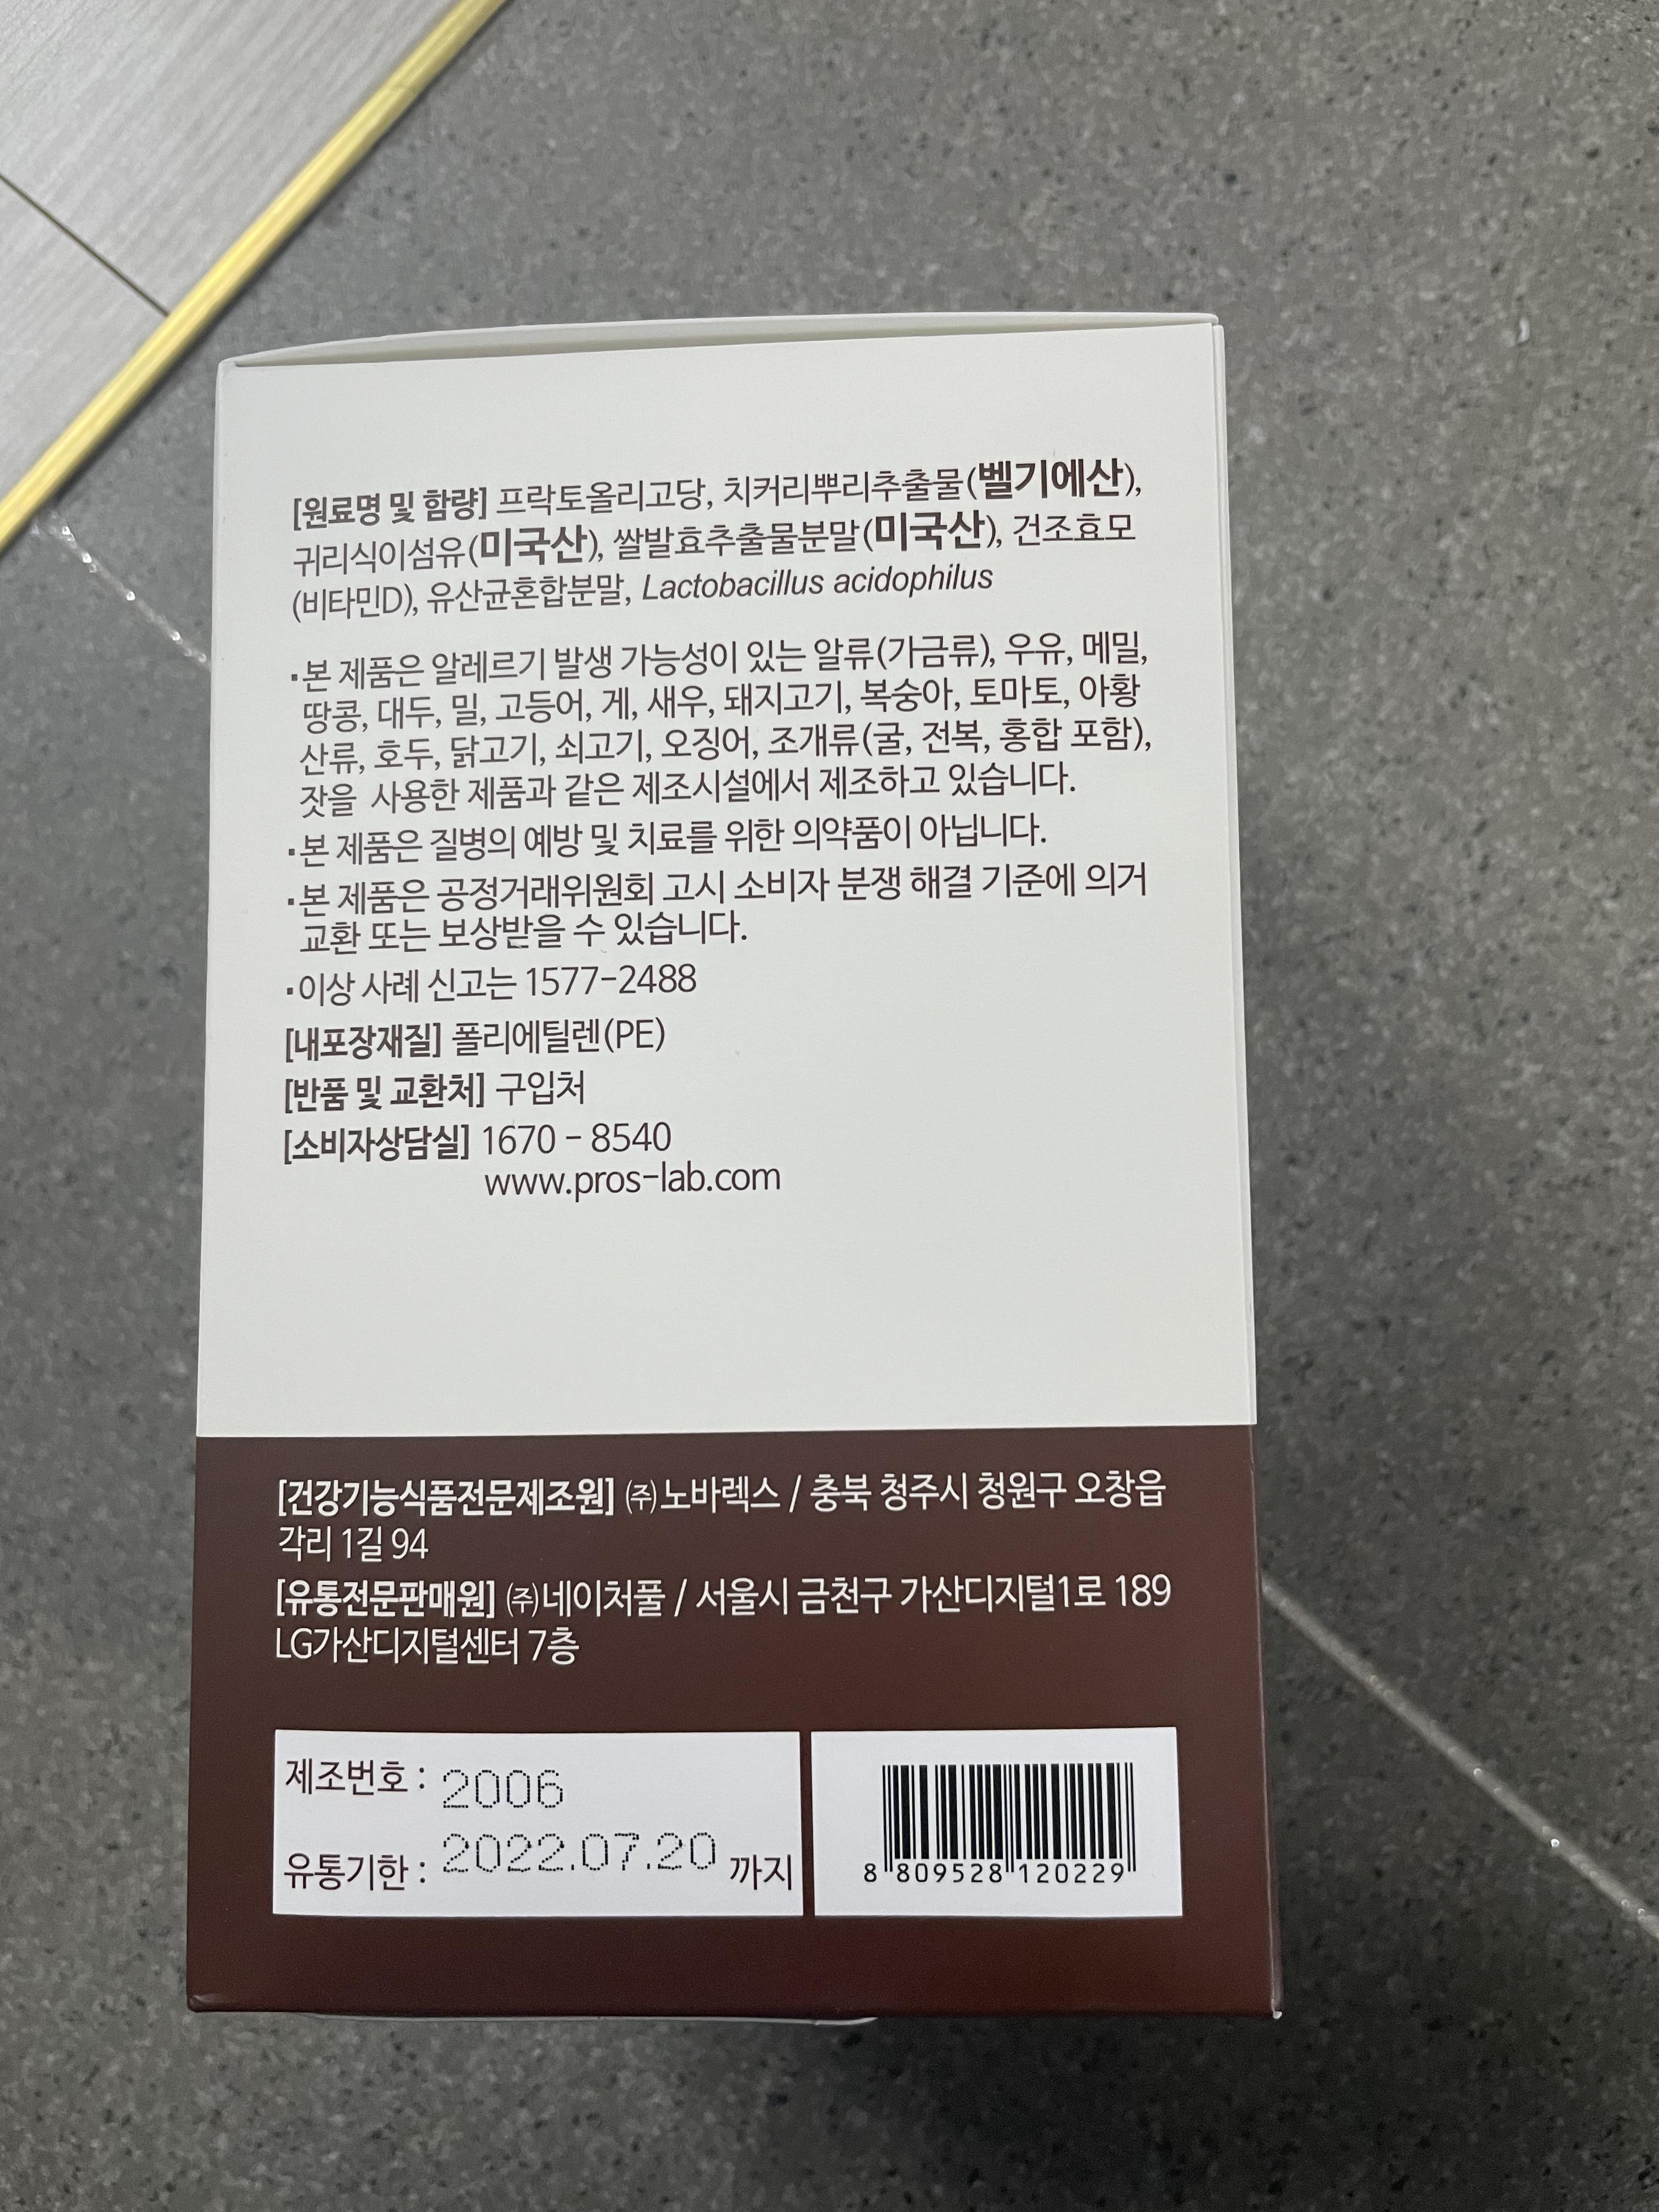 [원료명 및 함량] 프락토올리고당, 치커리뿌리추출물(벨기에산),
귀리식이섬유(미국산), 쌀발효추출물분말(미국산), 건조효모
(비타민D), 유산균혼합분말, Lactobacillus acidophilus
·본 제품은 알레르기 발생 가능성이 있는 알류(가금류), 우유, 메밀,
땅콩, 대두, 밀, 고등어, 게, 새우, 돼지고기, 복숭아, 토마토, 아황
산류, 호두, 닭고기, 쇠고기, 오징어, 조개류(굴, 전복, 홍합 포함),
잣을 사용한 제품과 같은 제조시설에서 제조하고 있습니다.
·본 제품은 질병의 예방 및 치료를 위한 의약품이 아닙니다.
·본 제품은 공정거래위원회 고시 소비자 분쟁 해결 기준에 의거
교환 또는 보상받을 수 있습니다.
·이상 사례 신고는 1577-2488
[내포장재질] 폴리에틸렌(PE)
[반품 및 교환처] 구입처
[소비자상담실] 1670 - 8540
www.pros-lab.com
[건강기능식품전문제조원] ㈜노바렉스 / 충북 청주시 청원구 오창읍
각리 1길 94
[유통전문판매원] ㈜네이처풀 / 서울시 금천구 가산디지털1로 189
LG가산디지털센터 7층
제조번호 : 2006
유통기한 : 2022.07.20 까지
8 809528 120229